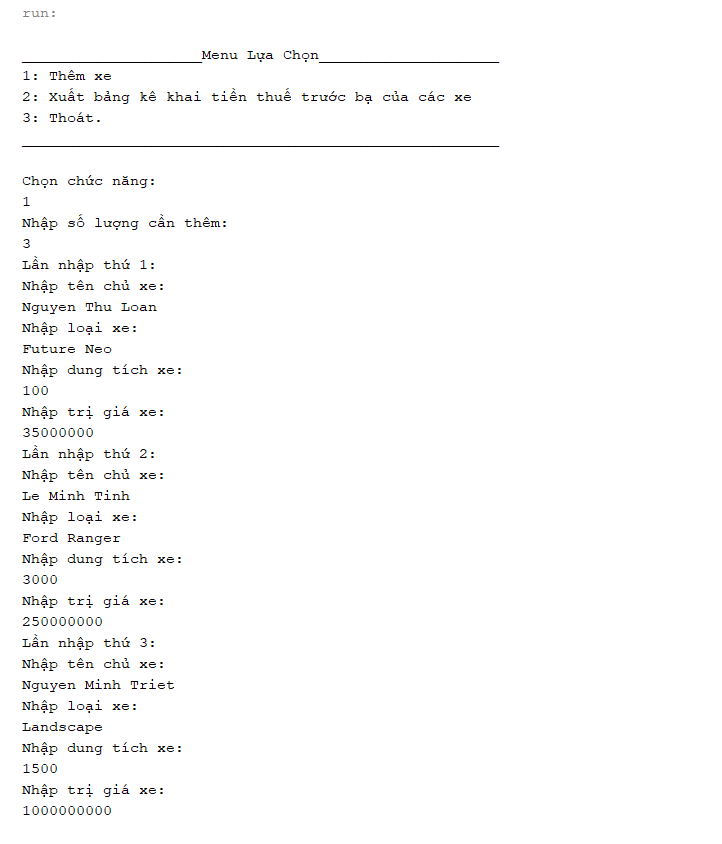 run:
____________________Menu Lựa Chọn____________________
1: Thêm xe
2: Xuất bảng kê khai tiền thuế trước bạ của các xe
3: Thoát.
_____________________________________________________
Chọn chức năng:
1
Nhập số lượng cần thêm:
3
Lần nhập thứ 1:
Nhập tên chủ xe:
Nguyen Thu Loan
Nhập loại xe:
Future Neo
Nhập dung tích xe:
100
Nhập trị giá xe:
35000000
Lần nhập thứ 2:
Nhập tên chủ xe:
Le Minh Tinh
Nhập loại xe:
Ford Ranger
Nhập dung tích xe:
3000
Nhập trị giá xe:
250000000
Lần nhập thứ 3:
Nhập tên chủ xe:
Nguyen Minh Triet
Nhập loại xe:
Landscape
Nhập dung tích xe:
1500
Nhập trị giá xe:
1000000000